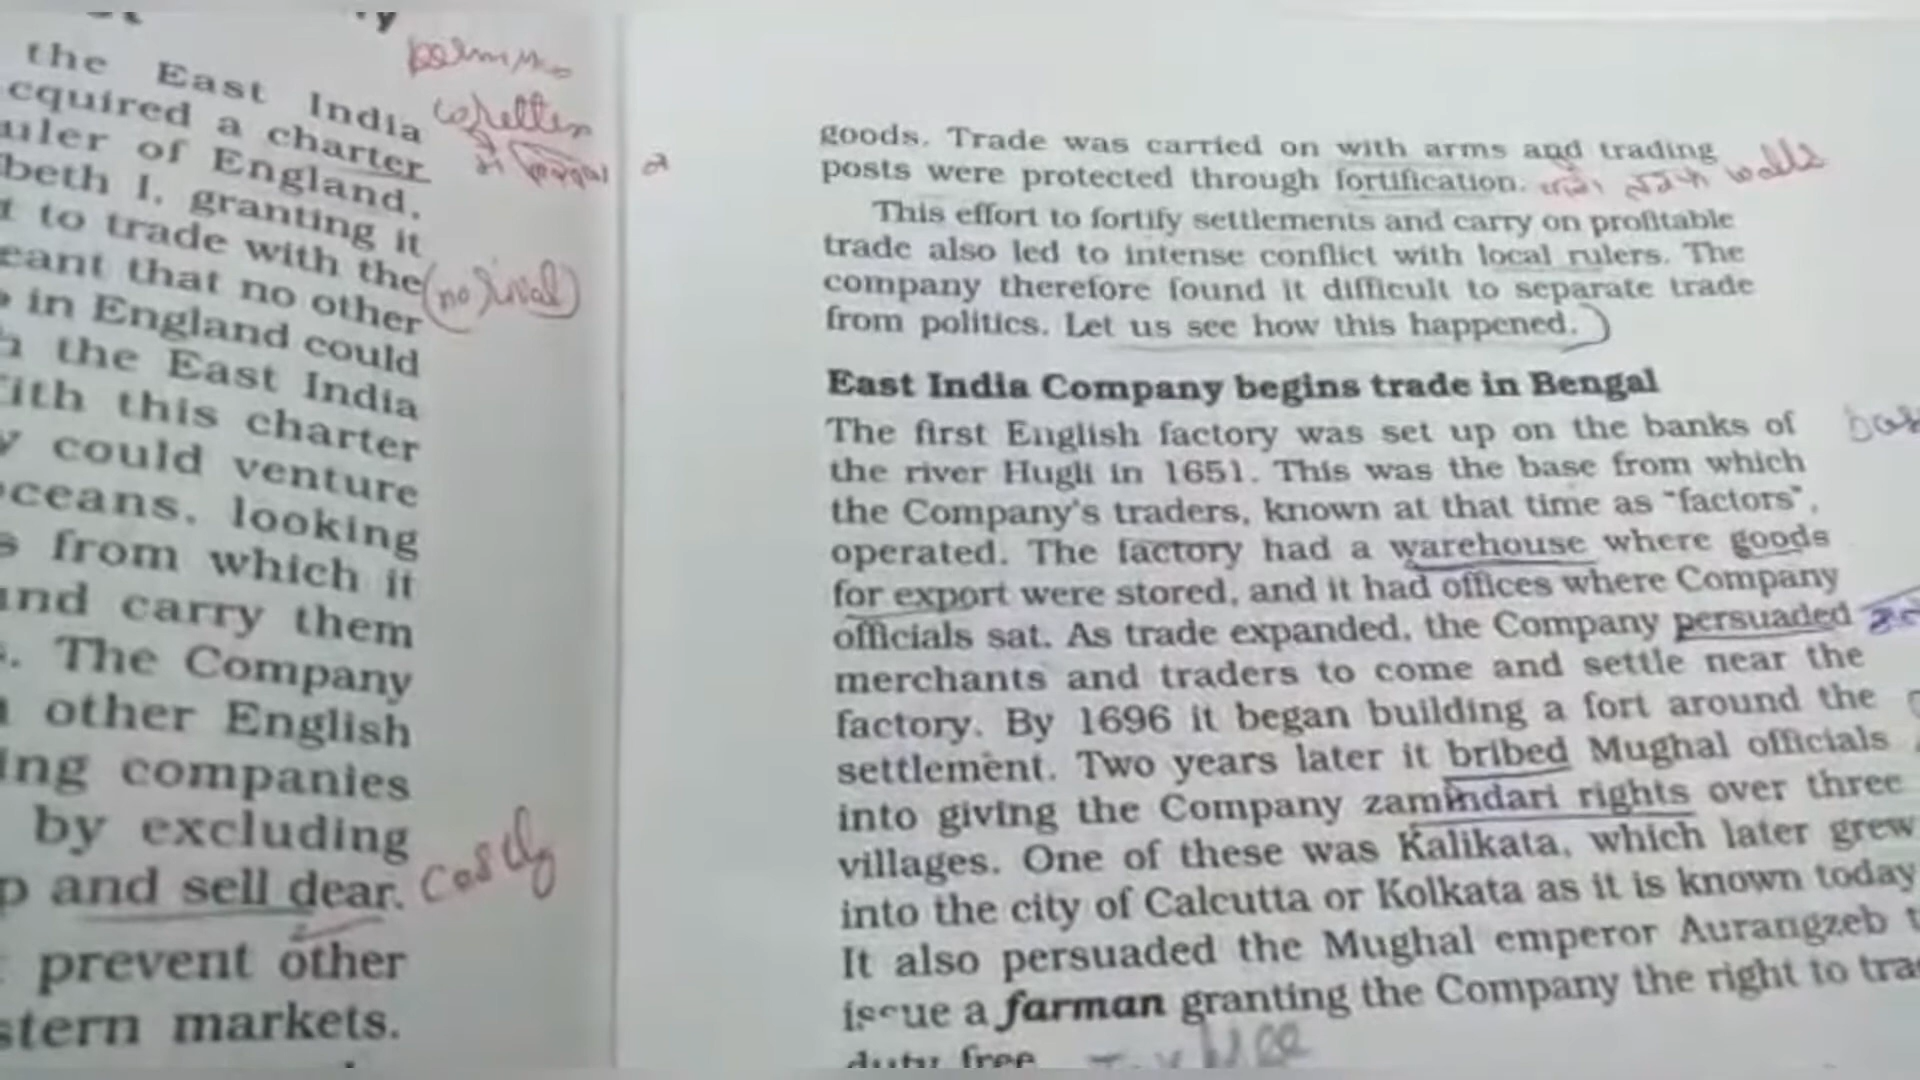 the East India
cquired a charter
uler of England,
beth I, granting it
t to trade with the
eant that no other
in England could
the East India
ith this charter
y could venture
oceans, looking
s from which it
and carry them
. The Company
other English
ing companies
by excluding
p and sell dear.
prevent other
stern markets.
written
(no rival)
Costly
goods. Trade was carried on with arms and trading
posts were protected through fortification. walls
This effort to fortify settlements and carry on profitable
trade also led to intense conflict with local rulers. The
company therefore found it difficult to separate trade
from politics. Let us see how this happened.)
East India Company begins trade in Bengal
The first English factory was set up on the banks of
the river Hugli in 1651. This was the base from which
the Company's traders, known at that time as "factors",
operated. The factory had a warehouse where goods
for export were stored, and it had offices where Company
officials sat. As trade expanded, the Company persuaded
merchants and traders to come and settle near the
factory. By 1696 it began building a fort around the
settlement. Two years later it bribed Mughal officials
into giving the Company zamindari rights over three
villages. One of these was Kalikata, which later grew
into the city of Calcutta or Kolkata as it is known today
It also persuaded the Mughal emperor Aurangzeb t
issue a farman granting the Company the right to tra
duty free